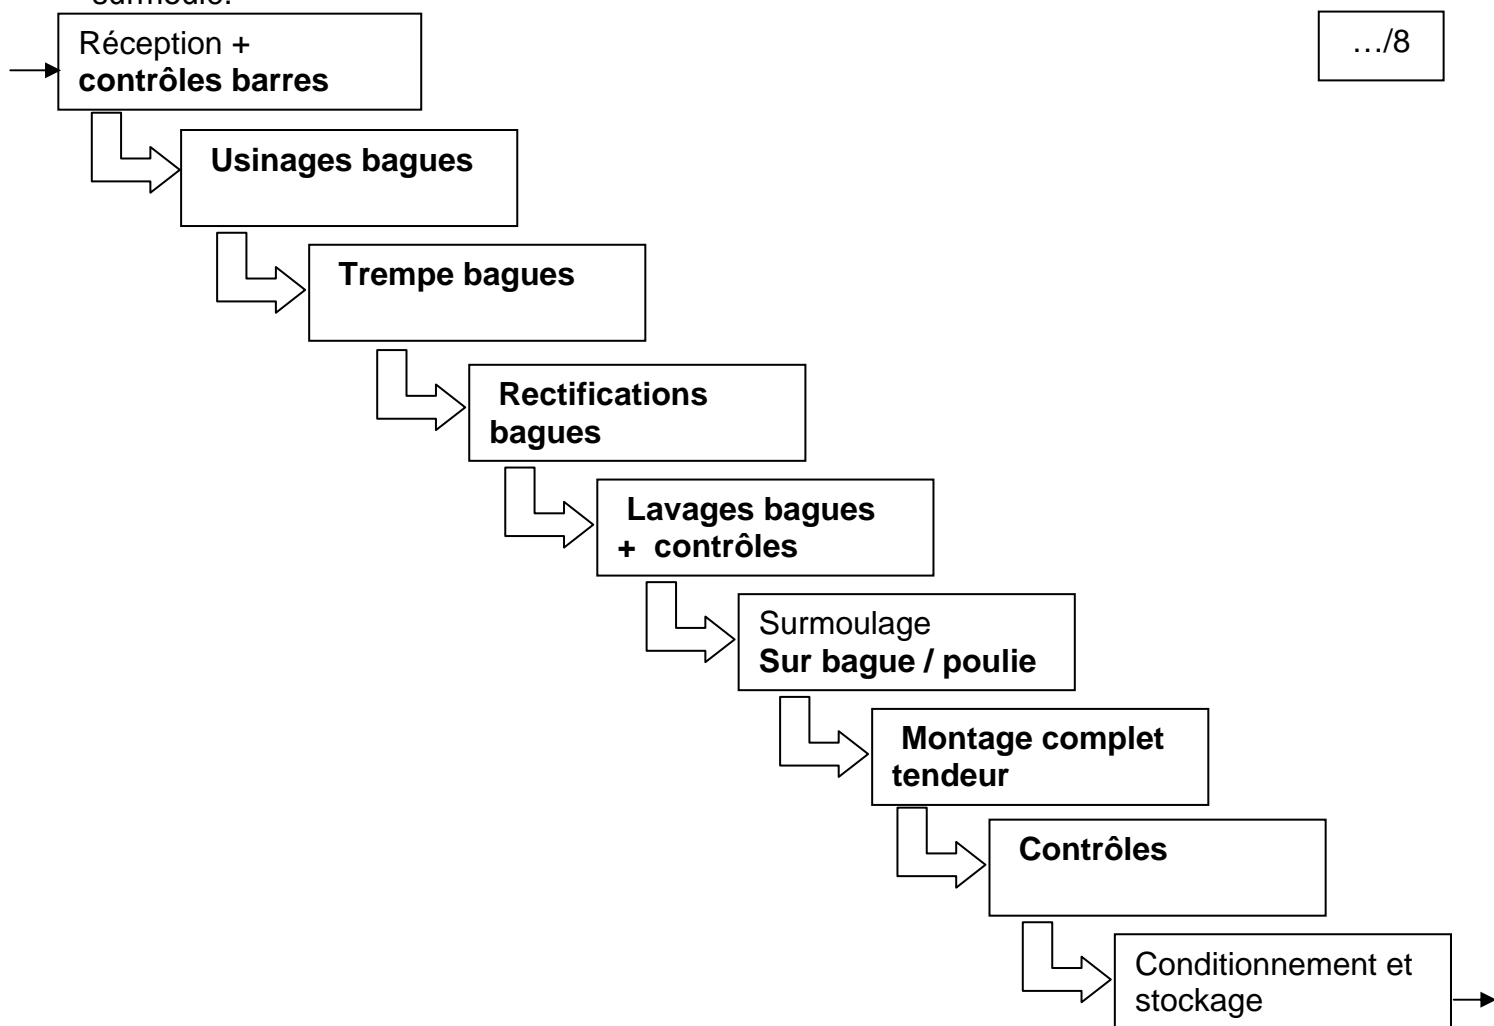 surmoulé.
Réception +
contrôles barres
…/8
Usinages bagues
Trempe bagues
Rectifications
bagues
Lavages bagues
+ contrôles
Surmoulage
Sur bague / poulie
Montage complet
tendeur
Contrôles
Conditionnement et
stockage